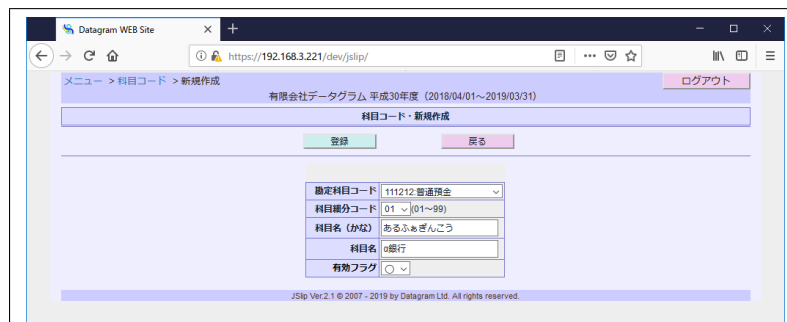 Datagram WEB Site
https://192.168.3.221/dev/jslip/
メニュー > 科目コード > 新規作成
ログアウト
有限会社データグラム 平成30年度 (2018/04/01～2019/03/31)
科目コード・新規作成
登録 戻る
勘定科目コード 111212:普通預金
科目細分コード 01 (01～99)
科目名（かな） あるふぁぎんこう
科目名 α銀行
有効フラグ ○
JSlip Ver.2.1 © 2007 - 2019 by Datagram Ltd. All rights reserved.